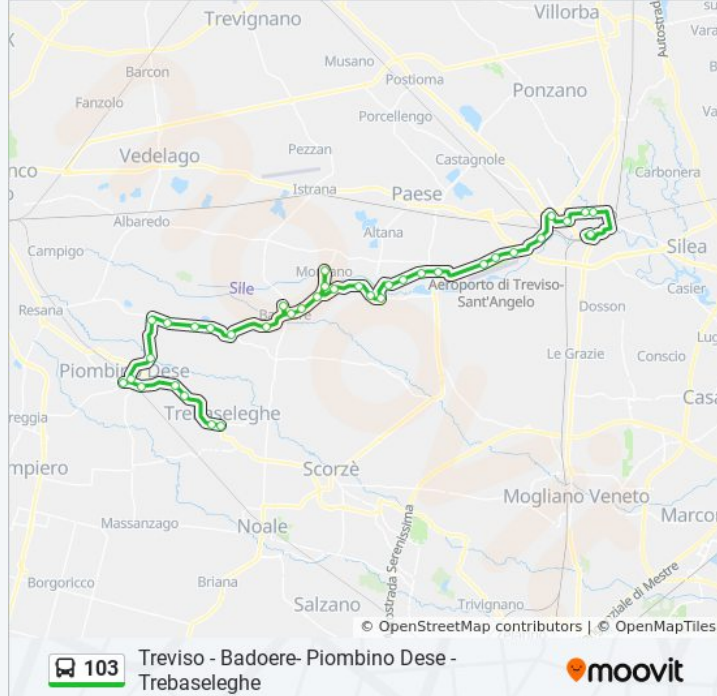 Trevignano
Villorba
Barcon
Musano
Postioma
Ponzano
Fanzolo
Porcellengo
Vedelago
Pezzan
Castagnole
Carbonera
Istrana
Paese
Albaredo
Altana
Silea
Campigo
Sile
Aeroporto di Treviso-
Sant'Angelo
Casier
Resana
Dosson
Le Grazie
Conscio
Piombino Dese
Trebaseleghe
Scorzè
Mogliano Veneto
Massanzago
Noale
Borgoricco
Briana
Salzano
Trivignano
© OpenStreetMap contributors | © OpenMapTiles
103
Treviso - Badoere- Piombino Dese -
Trebaseleghe
moovit